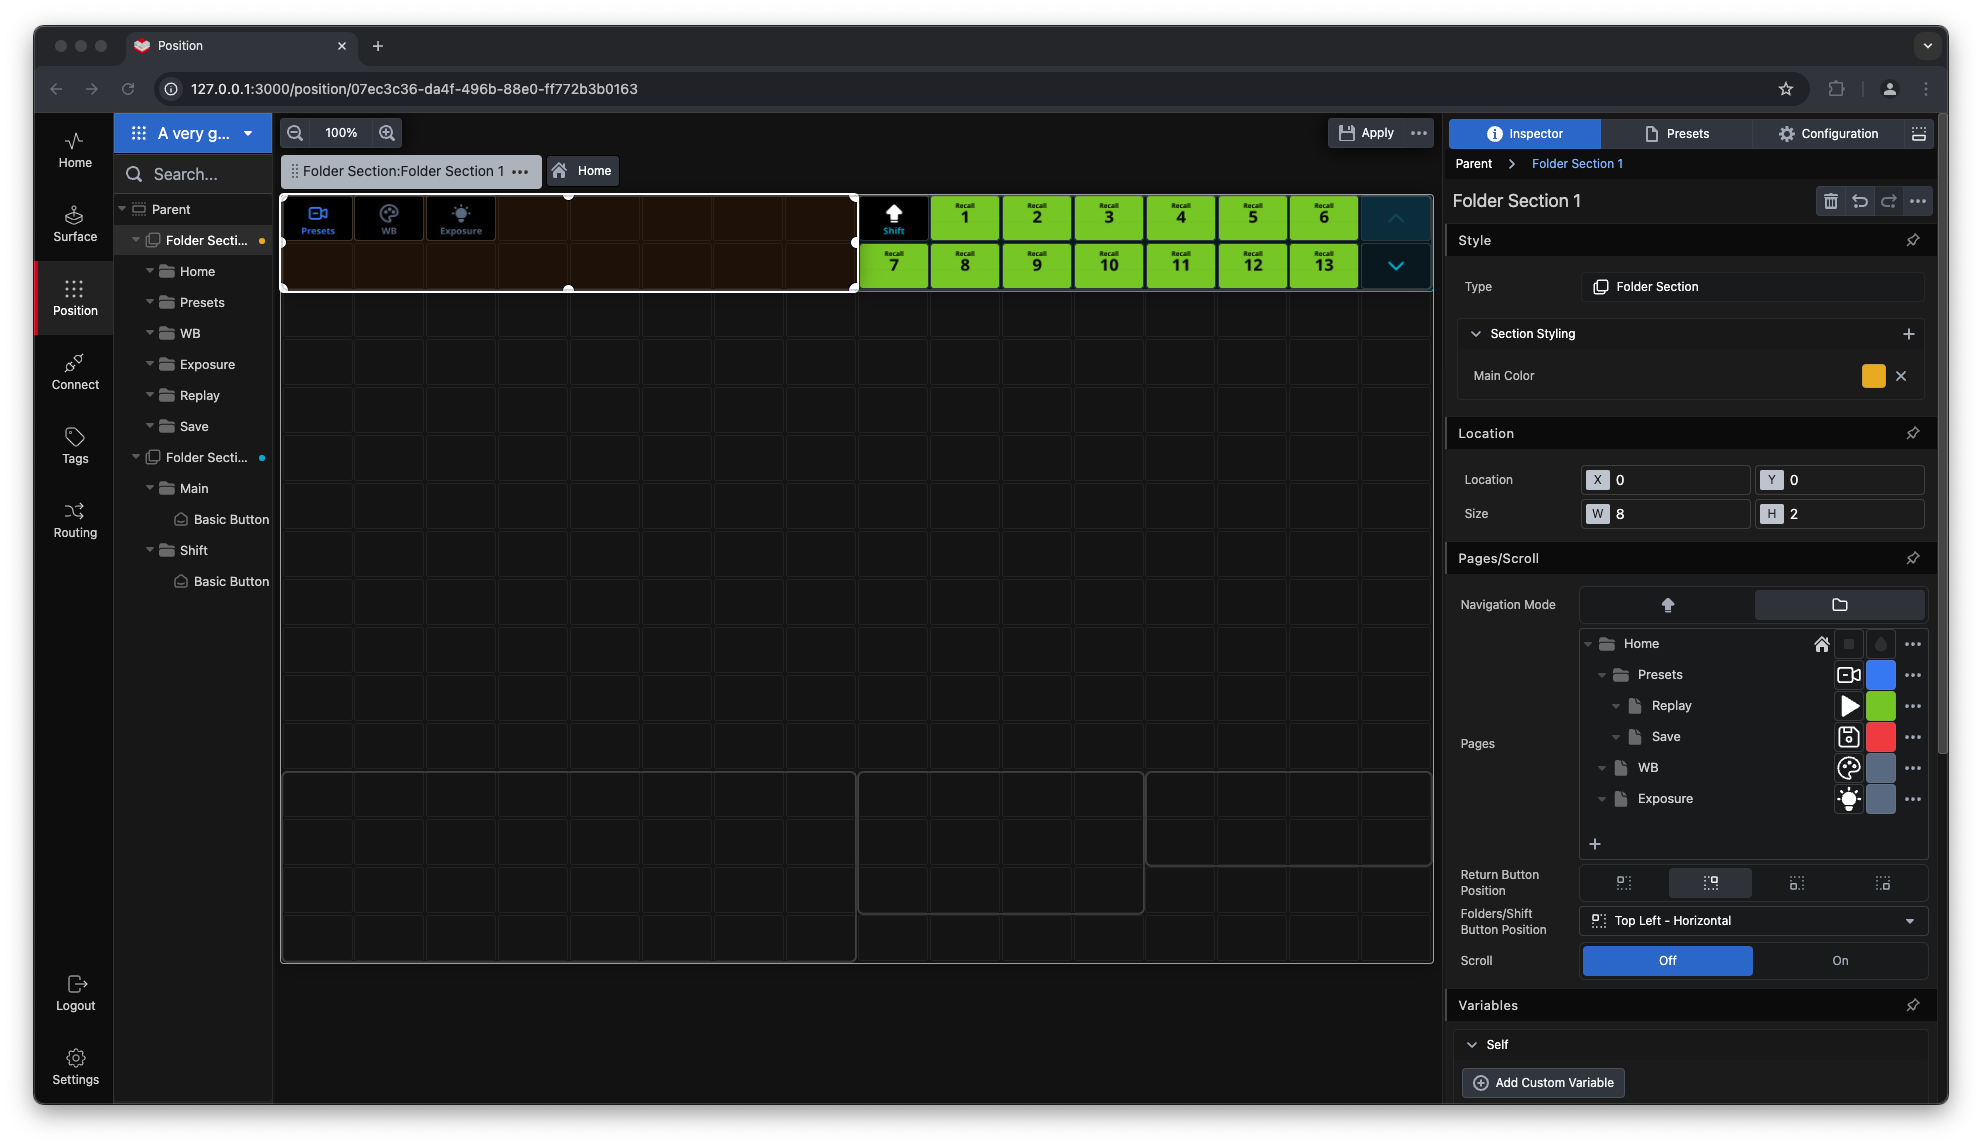 Position
127.0.0.1:3000/position/07ec3c36-da4f-496b-88e0-ff772b3b0163
Home
Surface
Position
Connect
Tags
Routing
Logout
Settings
A very g...
Search...
Parent
Folder Secti...
Home
Presets
WB
Exposure
Replay
Save
Folder Secti...
Main
Basic Button
Shift
Basic Button
100%
Apply
Folder Section:Folder Section 1
Home
Presets
WB
Exposure
Shift
Recall 1
Recall 2
Recall 3
Recall 4
Recall 5
Recall 6
Recall 7
Recall 8
Recall 9
Recall 10
Recall 11
Recall 12
Recall 13
Inspector
Presets
Configuration
Parent
Folder Section 1
Folder Section 1
Style
Type
Folder Section
Section Styling
Main Color
Location
Location
X 0
Y 0
Size
W 8
H 2
Pages/Scroll
Navigation Mode
Pages
Home
Presets
Replay
Save
WB
Exposure
Return Button
Position
Folders/Shift
Button Position
Top Left - Horizontal
Scroll
Off
On
Variables
Self
Add Custom Variable